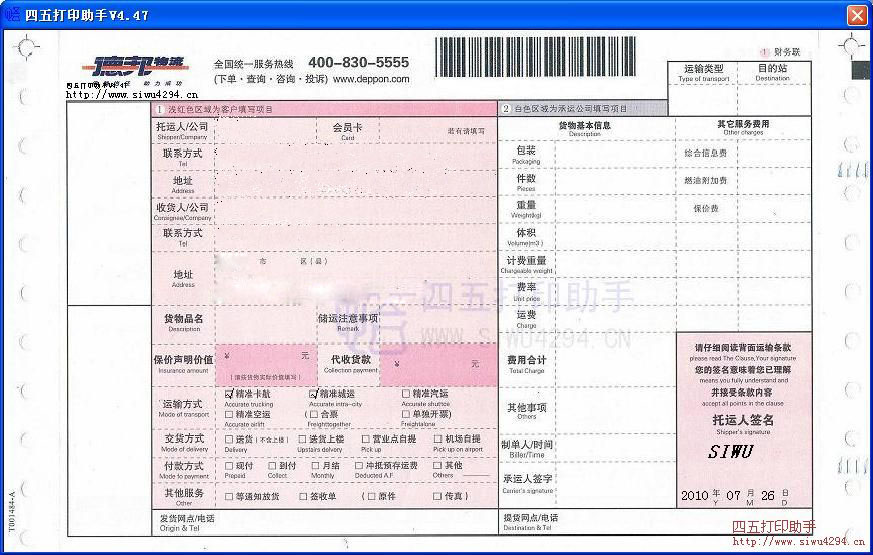 四五打印助手V4.47
德邦物流
全国统一服务热线 400-830-5555
(下单·查询·咨询·投诉) www.deppon.com
http://www.siwu4294.cn
1 财务联
运输类型 目的站
Type of transport Destination
1 浅红色区域为客户填写项目
2 白色区域为承运公司填写项目
托运人/公司 会员卡 若有请填写
Shipper/Company Card
联系方式
Tel
地址
Address
收货人/公司
Consignee/Company
联系方式
Tel
地址 市 区(县)
Address
货物品名 储运注意事项
Description Remark
保价声明价值 ¥ 元 代收货款 ¥ 元
Insurance amount (请按货物实际价值填写) Collection payment
运输方式 精准卡航 精准城运 □精准汽运
Mode of transport Accurate trucking Accurate intra-city Accurate shuttce
□精准空运 (□合票 □单独开票)
Accurate airlift Freighttogether Freightalone
交货方式 □送货(不含上楼) □送货上楼 □营业点自提 □机场自提
Mode of delivery Delivery Upstairs delivery Pick up Pick up on airport
付款方式 □现付 □到付 □月结 □冲抵预存运费 □其他
Mode to payment Prepaid Collect Monthly Deducted A.F Others
其他服务 □等通知放货 □签收单 (□原件 □传真)
Other
发货网点/电话
Origin & Tel
货物基本信息 其它服务费用
Description Other charges
包装 综合信息费
Packaging
件数 燃油附加费
Pieces
重量 保价费
Weight(kg)
体积
Volume(m3)
计费重量
Chargeable weight
费率
Unit price
运费
Charge
费用合计
Total Charge
其他事项
Others
制单人/时间
Biller/Time
承运人签字
Carrier's signature
提货网点/电话
Destination & Tel
请仔细阅读背面运输条款
please read The Clause,Your signature
您的签名意味着您已理解
means you fully understand and
并接受条款内容
accept all points in the clause
托运人签名
Shipper's signature
SIWU
2010 年 07 月 26 日
Y M D
四五打印助手
WWW.SIWU4294.CN
T001484-A
四五打印助手
http://www.siwu4294.cn